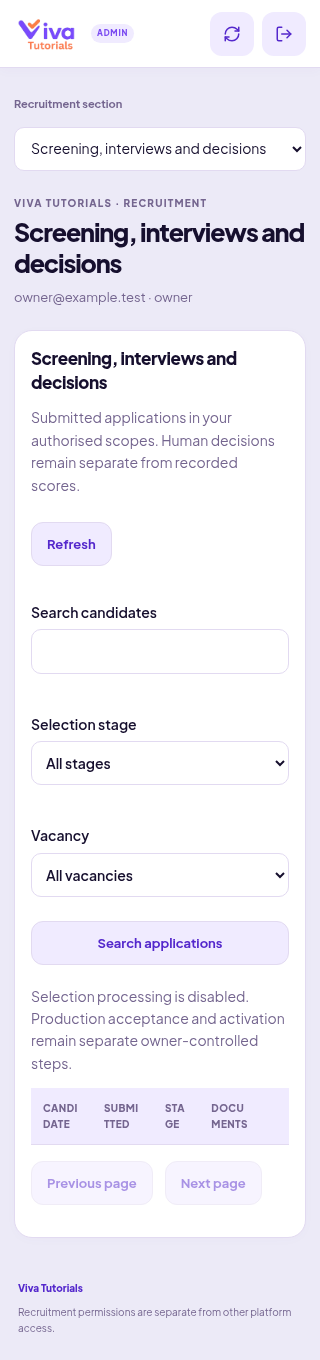 Viva
Tutorials
ADMIN
Recruitment section
Screening, interviews and decisions
VIVA TUTORIALS · RECRUITMENT
Screening, interviews and
decisions
owner@example.test · owner
Screening, interviews and
decisions
Submitted applications in your
authorised scopes. Human decisions
remain separate from recorded
scores.
Refresh
Search candidates
Selection stage
All stages
Vacancy
All vacancies
Search applications
Selection processing is disabled.
Production acceptance and activation
remain separate owner-controlled
steps.
CANDI SUBMI STA DOCU
DATE TTED GE MENTS
Previous page Next page
Viva Tutorials
Recruitment permissions are separate from other platform
access.